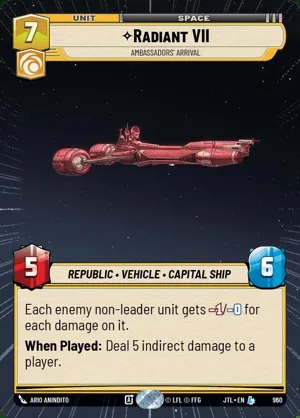 UNIT
SPACE
7
✧RADIANT VII
AMBASSADORS' ARRIVAL
5
REPUBLIC • VEHICLE • CAPITAL SHIP
6
Each enemy non-leader unit gets -1/-0 for
each damage on it.
When Played: Deal 5 indirect damage to a
player.
ARIO ANINDITO
© LFL © FFG
JTL • EN
960